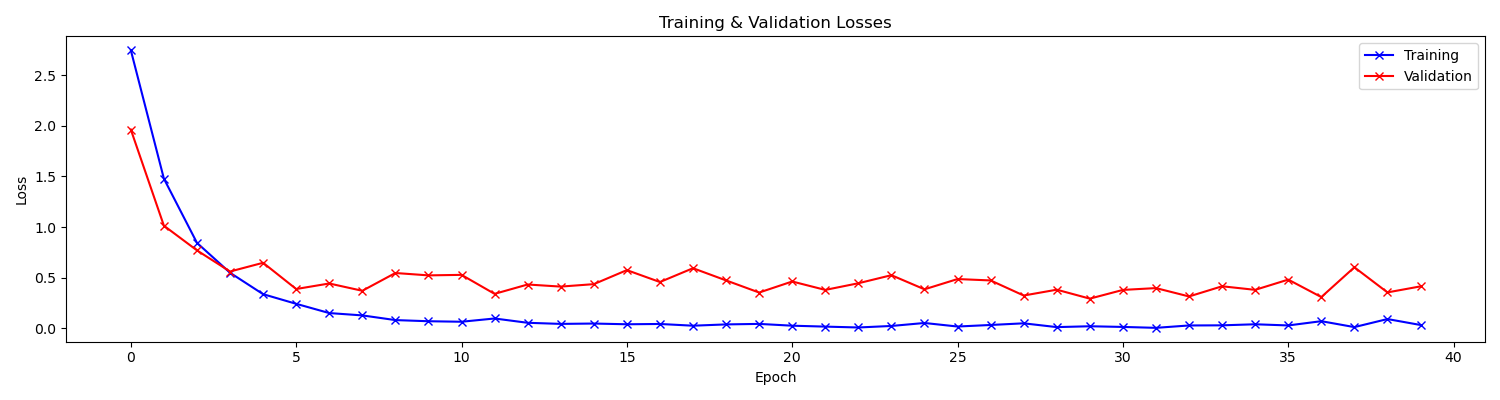 Training & Validation Losses
Training
Validation
Loss
2.5
2.0
1.5
1.0
0.5
0.0
0 5 10 15 20 25 30 35 40
Epoch